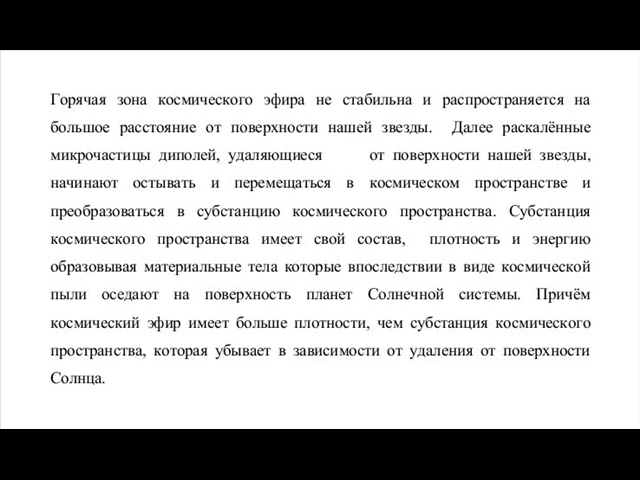 Горячая зона космического эфира не стабильна и распространяется на
большое расстояние от поверхности нашей звезды. Далее раскалённые
микрочастицы диполей, удаляющиеся от поверхности нашей звезды,
начинают остывать и перемещаться в космическом пространстве и
преобразоваться в субстанцию космического пространства. Субстанция
космического пространства имеет свой состав, плотность и энергию
образовывая материальные тела которые впоследствии в виде космической
пыли оседают на поверхность планет Солнечной системы. Причём
космический эфир имеет больше плотности, чем субстанция космического
пространства, которая убывает в зависимости от удаления от поверхности
Солнца.